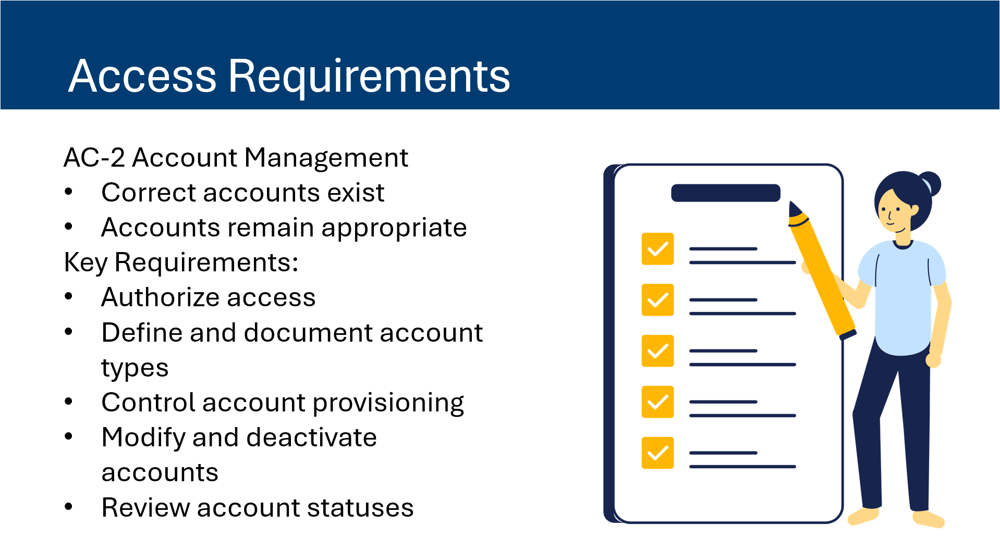 Access Requirements
AC-2 Account Management
• Correct accounts exist
• Accounts remain appropriate
Key Requirements:
• Authorize access
• Define and document account
types
• Control account provisioning
• Modify and deactivate
accounts
• Review account statuses